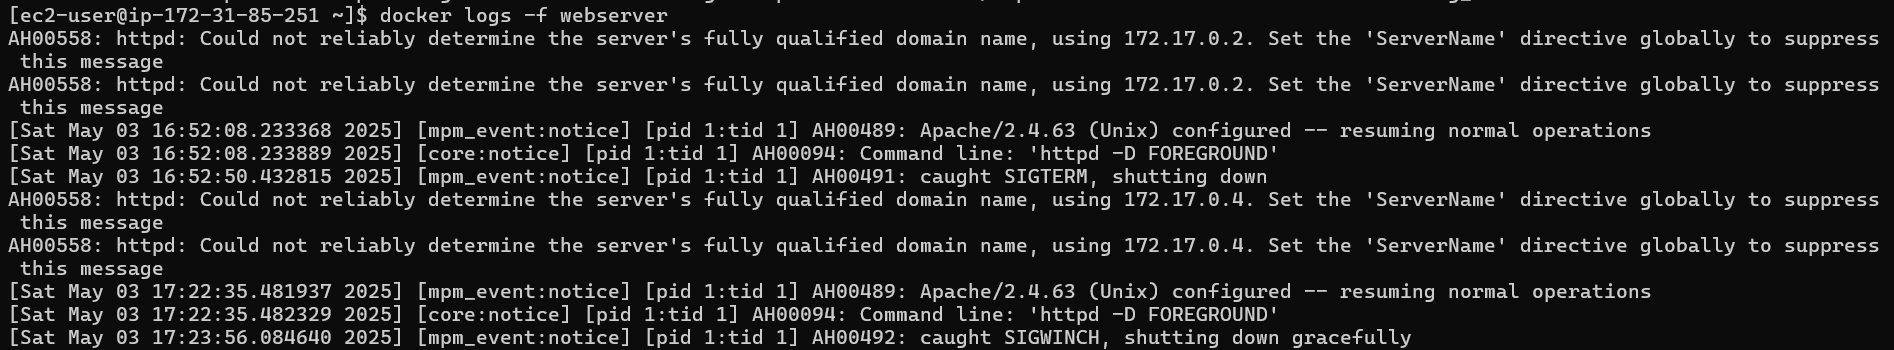 [ec2-user@ip-172-31-85-251 ~]$ docker logs -f webserver
AH00558: httpd: Could not reliably determine the server's fully qualified domain name, using 172.17.0.2. Set the 'ServerName' directive globally to suppress
this message
AH00558: httpd: Could not reliably determine the server's fully qualified domain name, using 172.17.0.2. Set the 'ServerName' directive globally to suppress
this message
[Sat May 03 16:52:08.233368 2025] [mpm_event:notice] [pid 1:tid 1] AH00489: Apache/2.4.63 (Unix) configured -- resuming normal operations
[Sat May 03 16:52:08.233889 2025] [core:notice] [pid 1:tid 1] AH00094: Command line: 'httpd -D FOREGROUND'
[Sat May 03 16:52:50.432815 2025] [mpm_event:notice] [pid 1:tid 1] AH00491: caught SIGTERM, shutting down
AH00558: httpd: Could not reliably determine the server's fully qualified domain name, using 172.17.0.4. Set the 'ServerName' directive globally to suppress
this message
AH00558: httpd: Could not reliably determine the server's fully qualified domain name, using 172.17.0.4. Set the 'ServerName' directive globally to suppress
this message
[Sat May 03 17:22:35.481937 2025] [mpm_event:notice] [pid 1:tid 1] AH00489: Apache/2.4.63 (Unix) configured -- resuming normal operations
[Sat May 03 17:22:35.482329 2025] [core:notice] [pid 1:tid 1] AH00094: Command line: 'httpd -D FOREGROUND'
[Sat May 03 17:23:56.084640 2025] [mpm_event:notice] [pid 1:tid 1] AH00492: caught SIGWINCH, shutting down gracefully